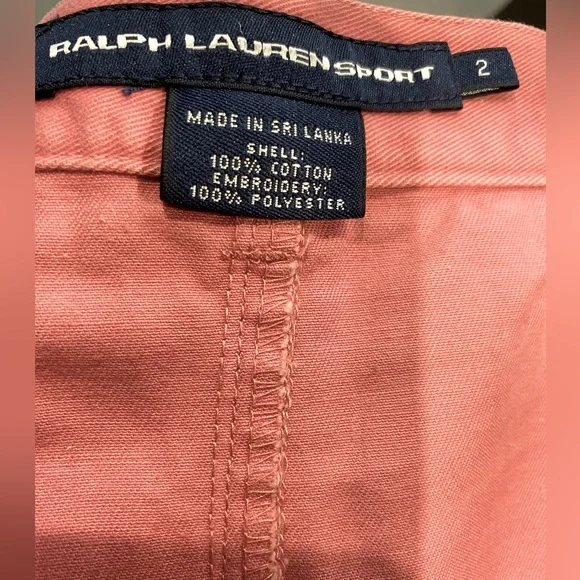 RALPH LAUREN SPORT 2
MADE IN SRI LANKA
SHELL:
100% COTTON
EMBROIDERY:
100% POLYESTER